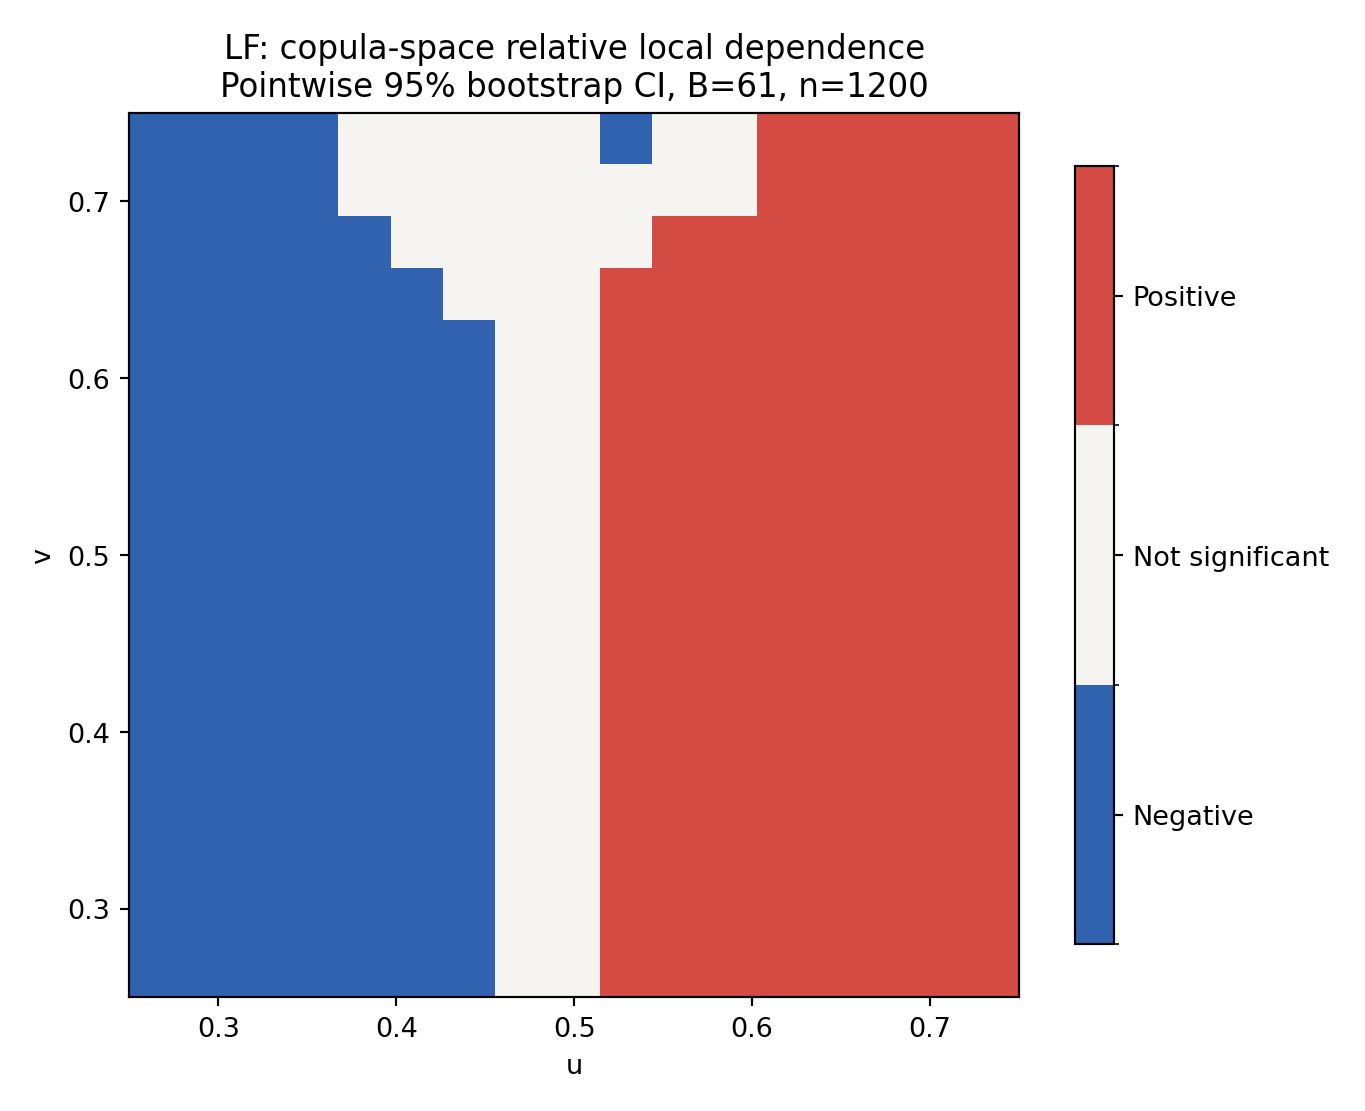 LF: copula-space relative local dependence
Pointwise 95% bootstrap CI, B=61, n=1200
0.7
0.6
0.5
0.4
0.3
v
0.3
0.4
0.5
0.6
0.7
u
Positive
Not significant
Negative